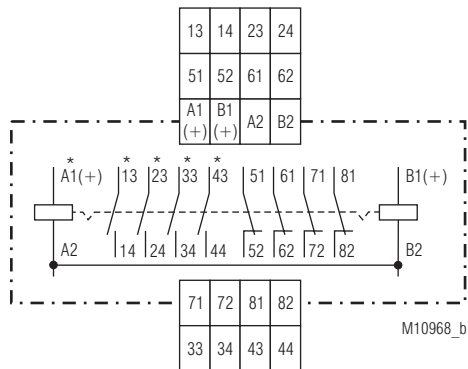 13 14 23 24
51 52 61 62
A1 (+) B1 (+) A2 B2
* * * * *
A1(+) 13 23 33 43 51 61 71 81 B1(+)
A2 14 24 34 44 52 62 72 82 B2
71 72 81 82
M10968_b
33 34 43 44